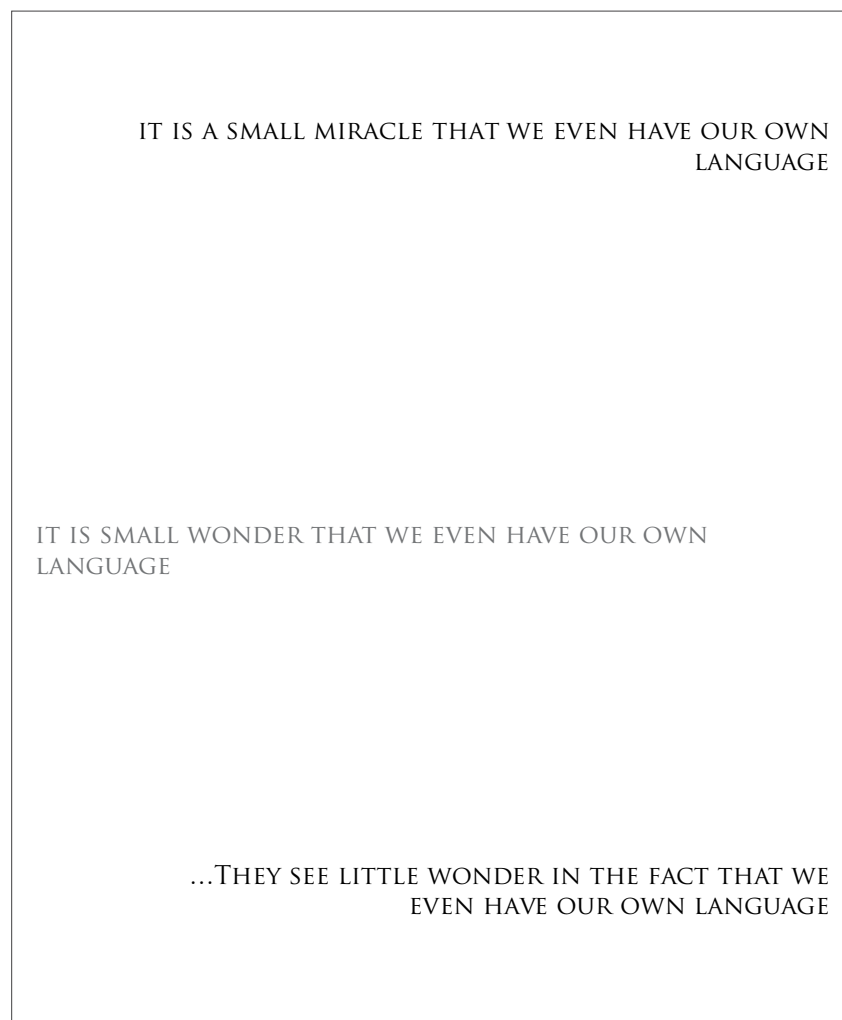 IT IS A SMALL MIRACLE THAT WE EVEN HAVE OUR OWN
LANGUAGE
IT IS SMALL WONDER THAT WE EVEN HAVE OUR OWN
LANGUAGE
…THEY SEE LITTLE WONDER IN THE FACT THAT WE
EVEN HAVE OUR OWN LANGUAGE